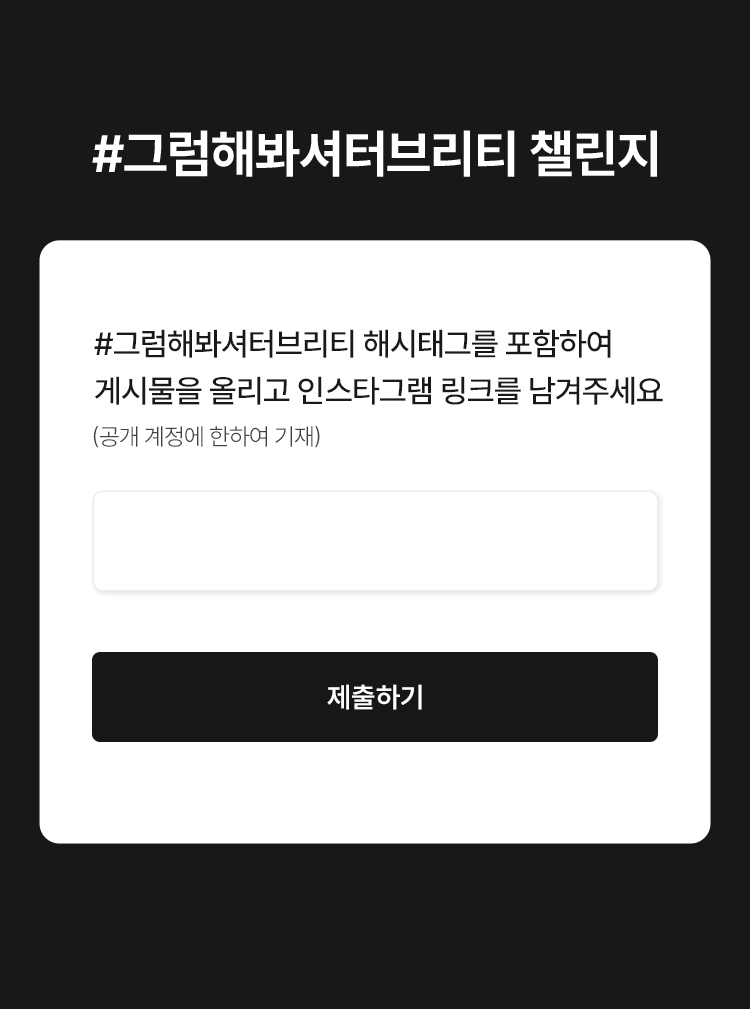 #그럼해봐셔터브리티 챌린지
#그럼해봐셔터브리티 해시태그를 포함하여
게시물을 올리고 인스타그램 링크를 남겨주세요
(공개 계정에 한하여 기재)
제출하기